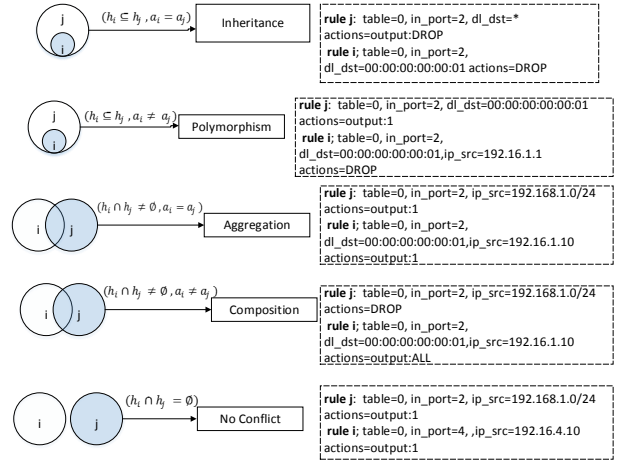 j
i
(h_i ⊆ h_j , a_i = a_j)
Inheritance
rule j: table=0, in_port=2, dl_dst=*
actions=output:DROP
rule i; table=0, in_port=2,
dl_dst=00:00:00:00:00:01 actions=DROP
j
i
(h_i ⊆ h_j , a_i ≠ a_j)
Polymorphism
rule j: table=0, in_port=2, dl_dst=00:00:00:00:00:01
actions=output:1
rule i; table=0, in_port=2,
dl_dst=00:00:00:00:00:01,ip_src=192.16.1.1
actions=DROP
i j
(h_i ∩ h_j ≠ ∅ , a_i = a_j)
Aggregation
rule j: table=0, in_port=2, ip_src=192.168.1.0/24
actions=output:1
rule i; table=0, in_port=2,
dl_dst=00:00:00:00:00:01,ip_src=192.16.1.10
actions=output:1
i j
(h_i ∩ h_j ≠ ∅ , a_i ≠ a_j)
Composition
rule j: table=0, in_port=2, ip_src=192.168.1.0/24
actions=DROP
rule i; table=0, in_port=2,
dl_dst=00:00:00:00:00:01,ip_src=192.16.1.10
actions=output:ALL
i j
(h_i ∩ h_j = ∅)
No Conflict
rule j: table=0, in_port=2, ip_src=192.168.1.0/24
actions=output:1
rule i; table=0, in_port=4, ,ip_src=192.16.4.10
actions=output:1